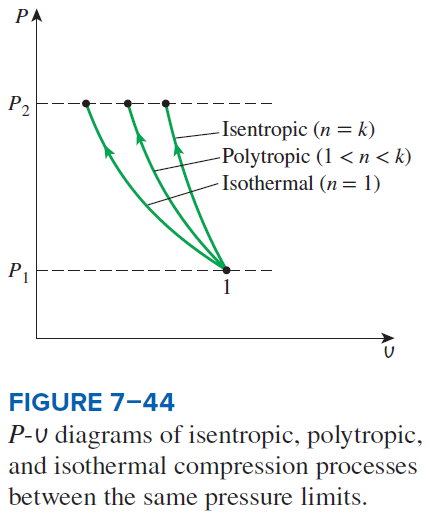 P
P2
Isentropic (n = k)
Polytropic (1 < n < k)
Isothermal (n = 1)
P1
1
υ
FIGURE 7–44
P-υ diagrams of isentropic, polytropic,
and isothermal compression processes
between the same pressure limits.